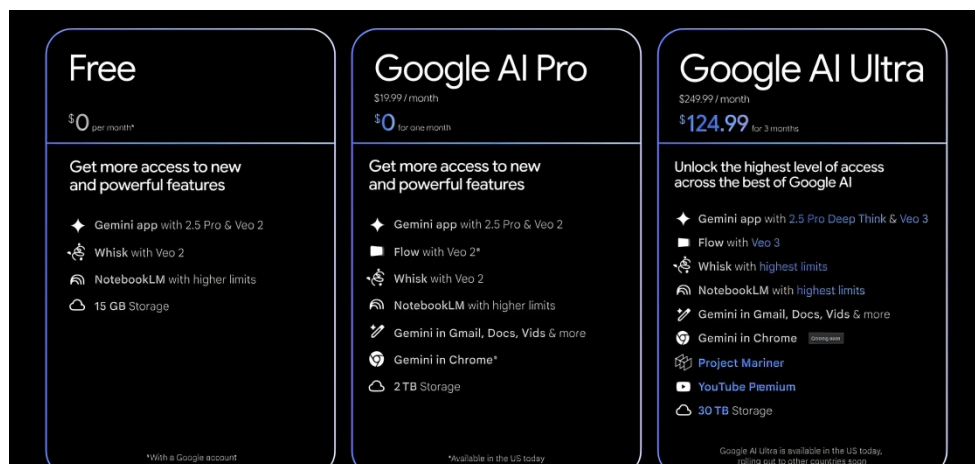 Free
$0 per month*
Get more access to new
and powerful features
Gemini app with 2.5 Pro & Veo 2
Whisk with Veo 2
NotebookLM with higher limits
15 GB Storage
*With a Google account
Google AI Pro
$19.99 / month
$0 for one month
Get more access to new
and powerful features
Gemini app with 2.5 Pro & Veo 2
Flow with Veo 2*
Whisk with Veo 2
NotebookLM with higher limits
Gemini in Gmail, Docs, Vids & more
Gemini in Chrome*
2 TB Storage
*Available in the US today
Google AI Ultra
$249.99 / month
$124.99 for 3 months
Unlock the highest level of access
across the best of Google AI
Gemini app with 2.5 Pro Deep Think & Veo 3
Flow with Veo 3
Whisk with highest limits
NotebookLM with highest limits
Gemini in Gmail, Docs, Vids & more
Gemini in Chrome Coming soon
Project Mariner
YouTube Premium
30 TB Storage
Google AI Ultra is available in the US today,
rolling out to other countries soon